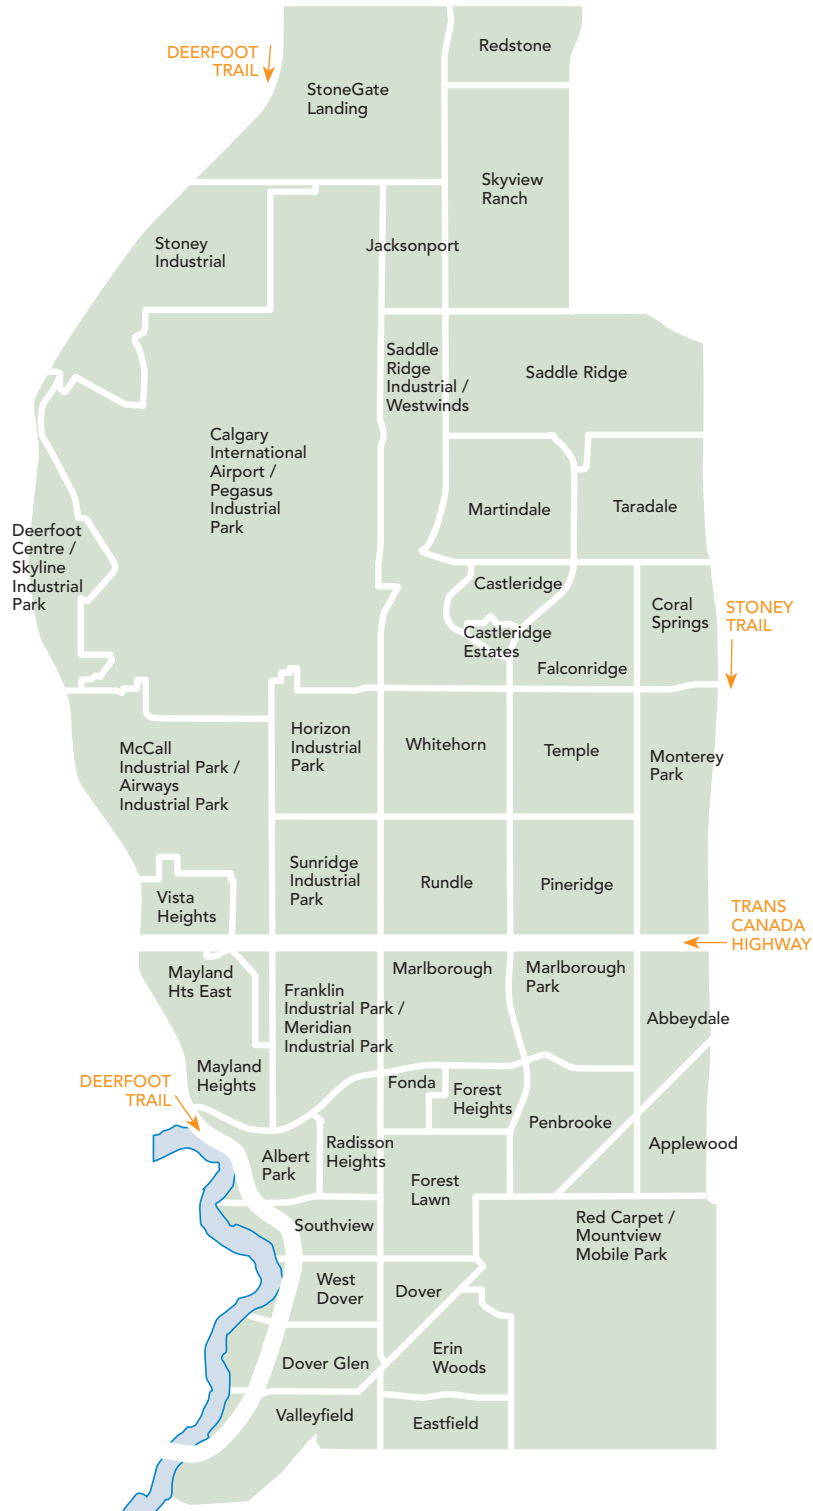 DEERFOOT
TRAIL
Redstone
StoneGate
Landing
Skyview
Ranch
Stoney
Industrial
Jacksonport
Saddle
Ridge
Industrial /
Westwinds
Saddle Ridge
Calgary
International
Airport /
Pegasus
Industrial
Park
Martindale
Taradale
Deerfoot
Centre /
Skyline
Industrial
Park
Castleridge
Coral
Springs
STONEY
TRAIL
Castleridge
Estates
Falconridge
McCall
Industrial Park /
Airways
Industrial Park
Horizon
Industrial
Park
Whitehorn
Temple
Monterey
Park
Vista
Heights
Sunridge
Industrial
Park
Rundle
Pineridge
TRANS
CANADA
HIGHWAY
Mayland
Hts East
Franklin
Industrial Park /
Meridian
Industrial Park
Marlborough
Marlborough
Park
Abbeydale
Mayland
Heights
DEERFOOT
TRAIL
Fonda
Forest
Heights
Penbrooke
Applewood
Albert
Park
Radisson
Heights
Forest
Lawn
Southview
Red Carpet /
Mountview
Mobile Park
West
Dover
Dover
Dover Glen
Erin
Woods
Valleyfield
Eastfield